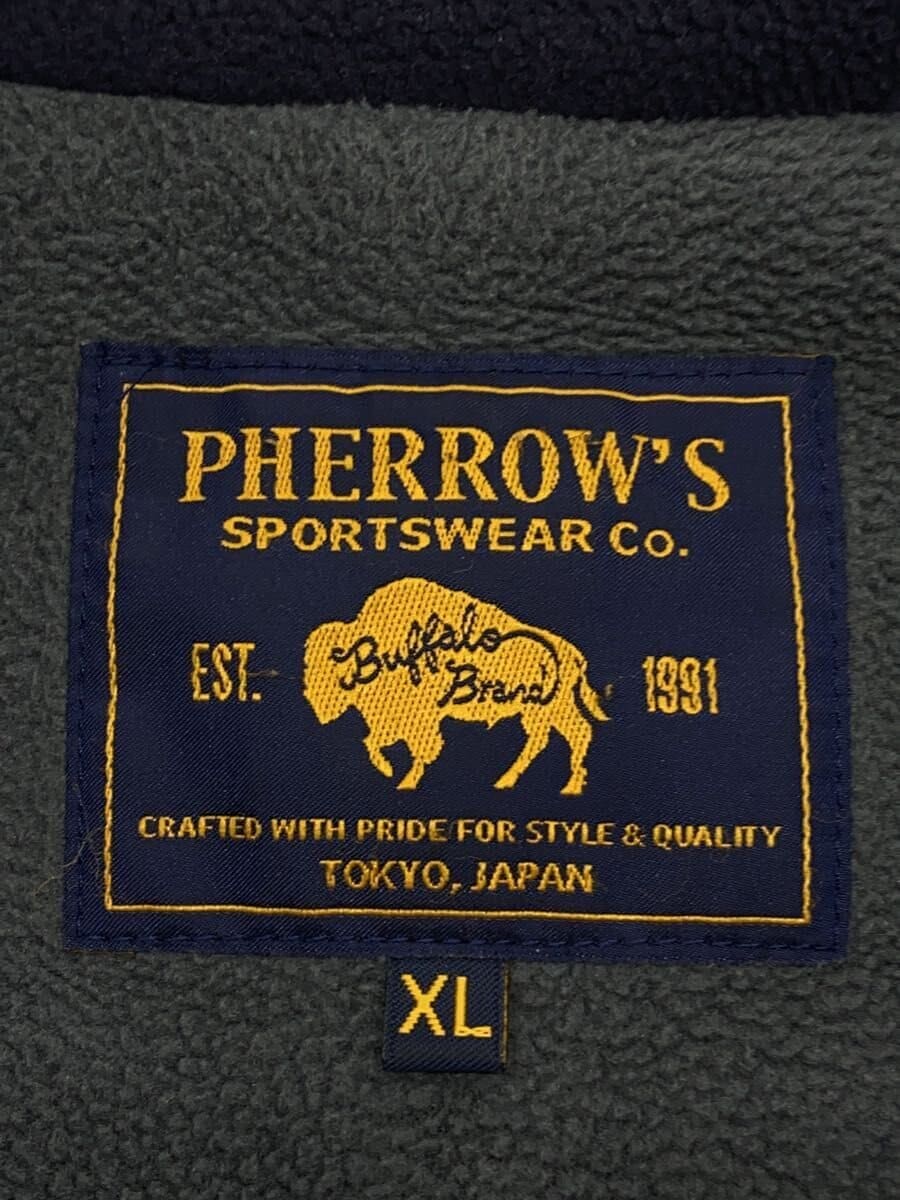 PHERROW'S
SPORTSWEAR Co.
Buffalo
Brand
EST. 1991
CRAFTED WITH PRIDE FOR STYLE & QUALITY
TOKYO, JAPAN
XL